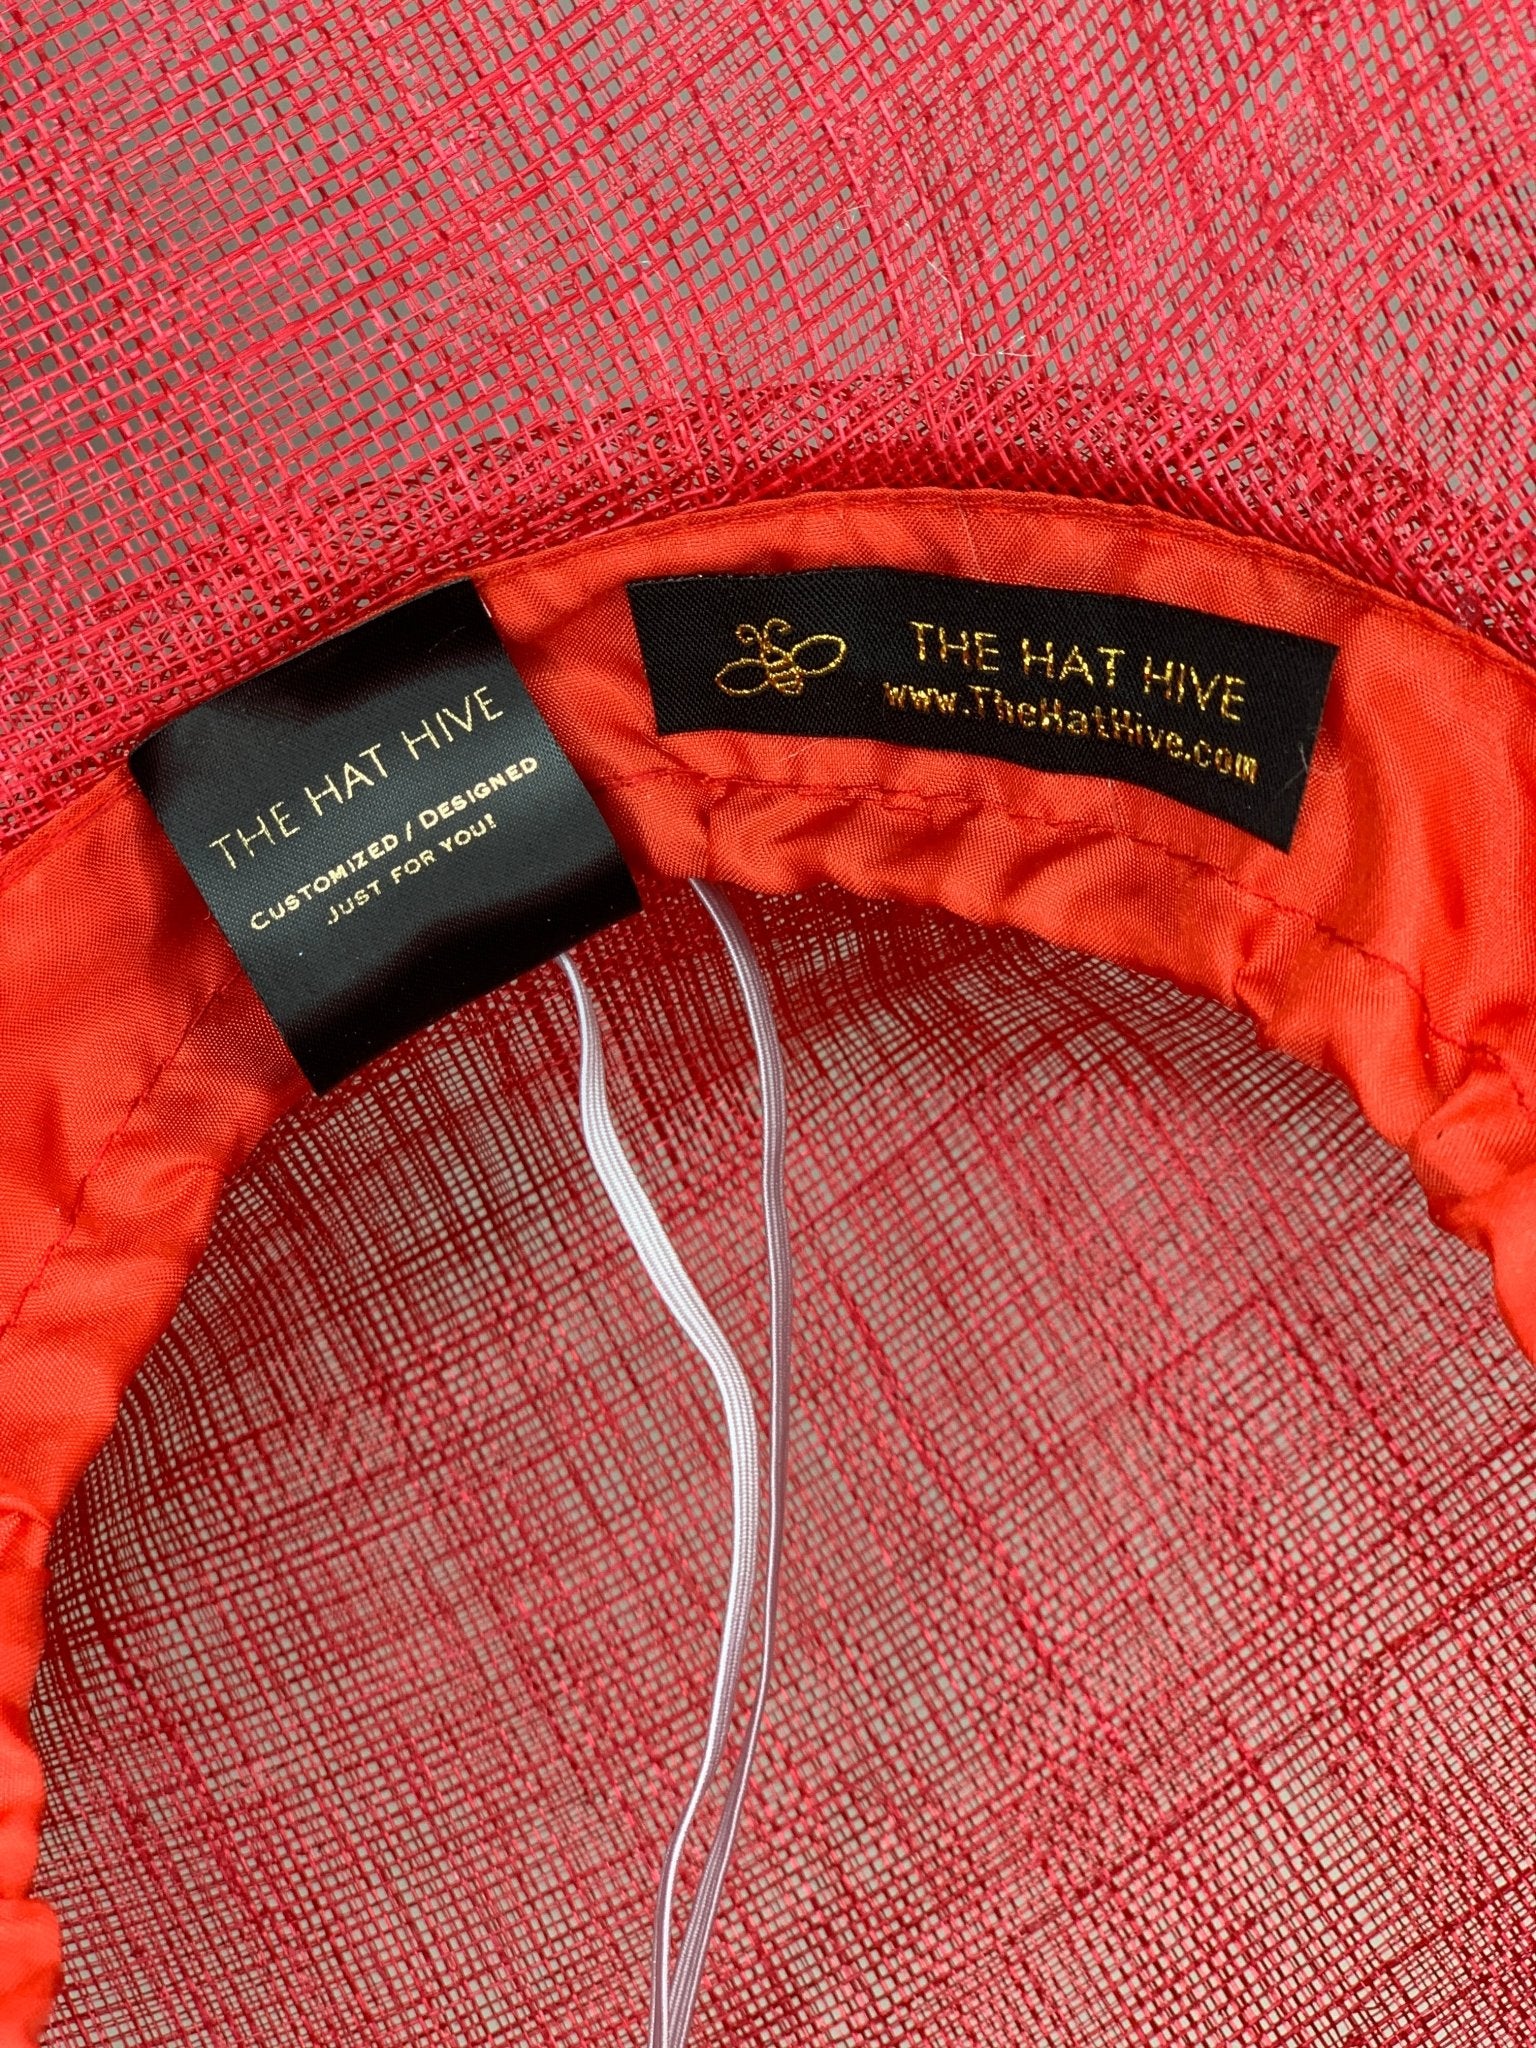 THE HAT HIVE
CUSTOMIZED / DESIGNED
JUST FOR YOU!
THE HAT HIVE
www.TheHatHive.com